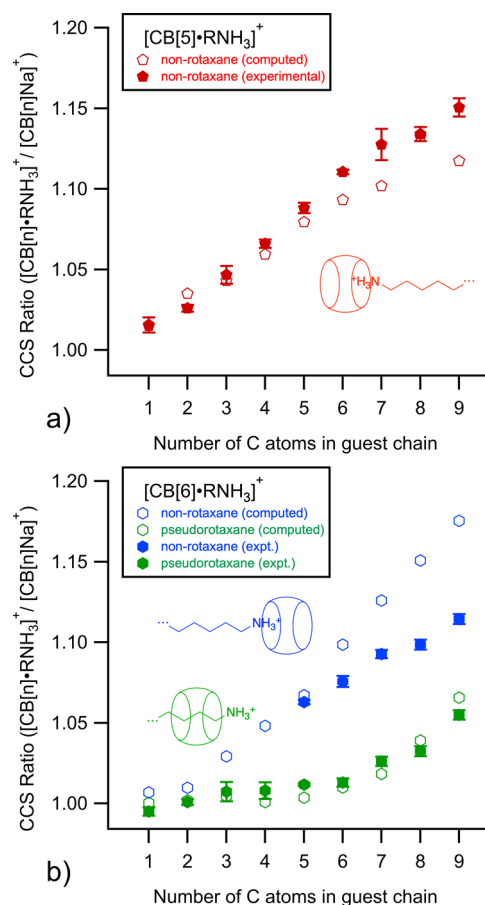 1.20
1.15
1.10
1.05
1.00
CCS Ratio ([CB[n]•RNH₃]⁺/ [CB[n]Na]⁺)
[CB[5]•RNH₃]⁺
non-rotaxane (computed)
non-rotaxane (experimental)
⁺H₃N
...
1 2 3 4 5 6 7 8 9
a)
Number of C atoms in guest chain
1.20
1.15
1.10
1.05
1.00
CCS Ratio ([CB[n]•RNH₃]⁺/ [CB[n]Na]⁺)
[CB[6]•RNH₃]⁺
non-rotaxane (computed)
pseudorotaxane (computed)
non-rotaxane (expt.)
pseudorotaxane (expt.)
... NH₃⁺
... NH₃⁺
1 2 3 4 5 6 7 8 9
b)
Number of C atoms in guest chain